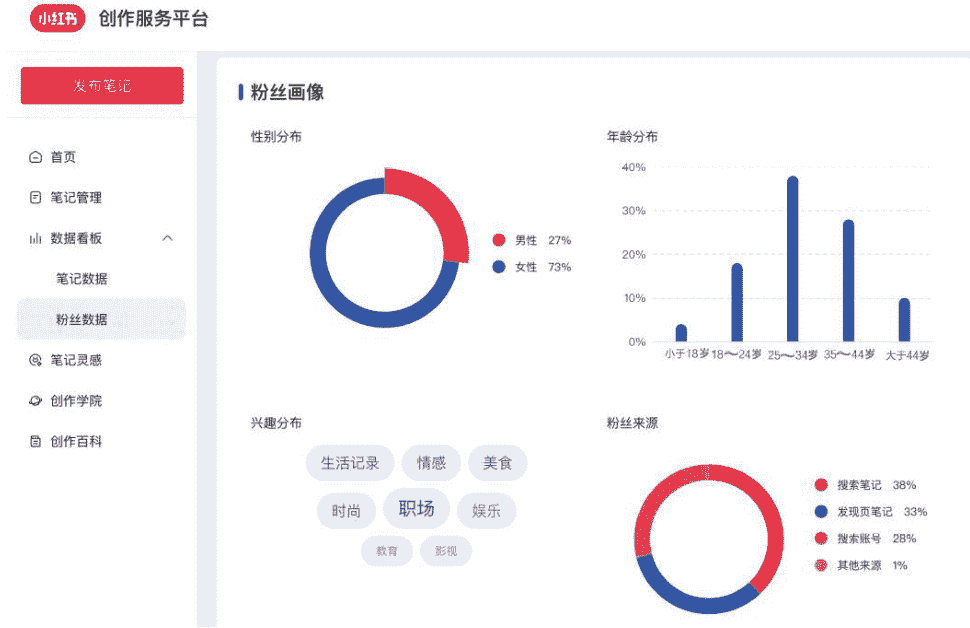 小红书 创作服务平台
发布笔记
首页
笔记管理
数据看板
笔记数据
粉丝数据
笔记灵感
创作学院
创作百科
粉丝画像
性别分布
男性 27%
女性 73%
年龄分布
40%
30%
20%
10%
0%
小于18岁 18～24岁 25～34岁 35～44岁 大于44岁
兴趣分布
生活记录 情感 美食
时尚 职场 娱乐
教育 影视
粉丝来源
搜索笔记 38%
发现页笔记 33%
搜索账号 28%
其他来源 1%